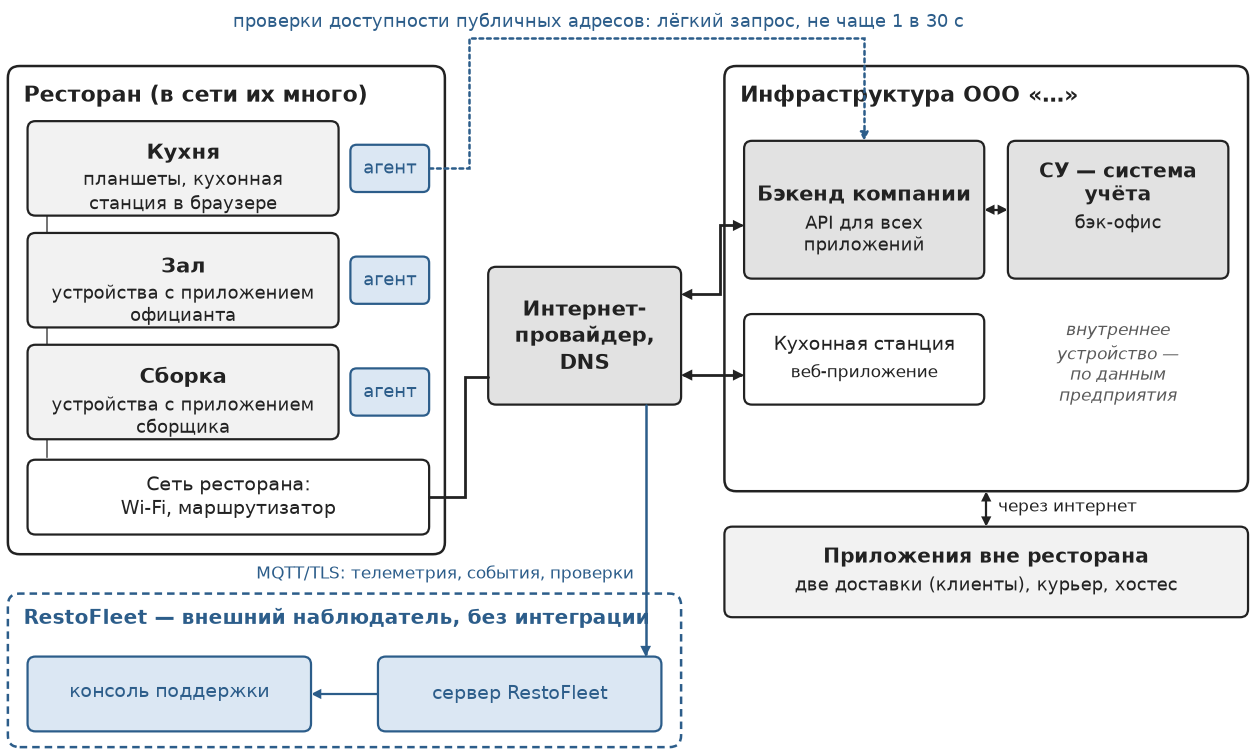 проверки доступности публичных адресов: лёгкий запрос, не чаще 1 в 30 с
Ресторан (в сети их много)
Кухня
планшеты, кухонная
станция в браузере
агент
Зал
устройства с приложением
официанта
агент
Сборка
устройства с приложением
сборщика
агент
Сеть ресторана:
Wi-Fi, маршрутизатор
Интернет-
провайдер,
DNS
Инфраструктура ООО «…»
Бэкенд компании
API для всех
приложений
СУ — система
учёта
бэк-офис
Кухонная станция
веб-приложение
внутреннее
устройство —
по данным
предприятия
через интернет
Приложения вне ресторана
две доставки (клиенты), курьер, хостес
MQTT/TLS: телеметрия, события, проверки
RestoFleet — внешний наблюдатель, без интеграции
консоль поддержки
сервер RestoFleet